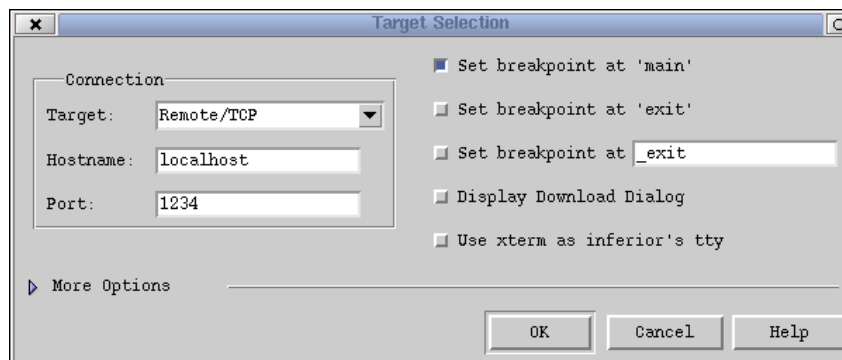 Target Selection
Connection
Target: Remote/TCP
Hostname: localhost
Port: 1234
Set breakpoint at 'main'
Set breakpoint at 'exit'
Set breakpoint at _exit
Display Download Dialog
Use xterm as inferior's tty
More Options
OK Cancel Help